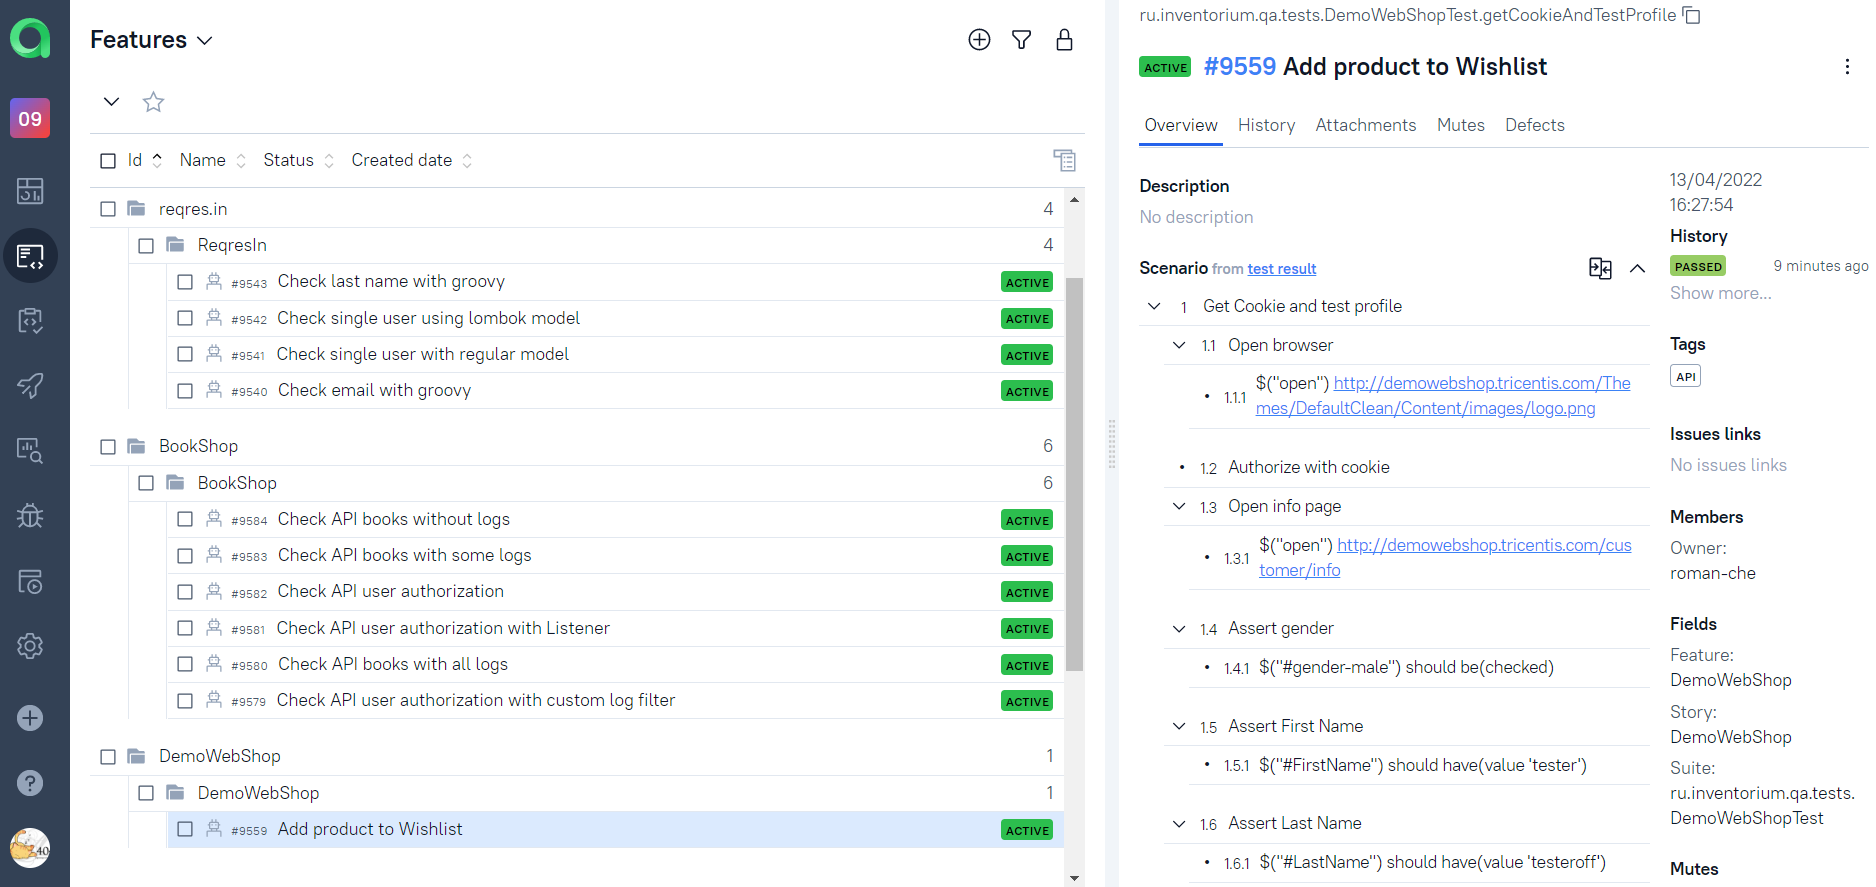 09
40
Features
Id Name Status Created date
reqres.in 4
ReqresIn 4
#9543 Check last name with groovy ACTIVE
#9542 Check single user using lombok model ACTIVE
#9541 Check single user with regular model ACTIVE
#9540 Check email with groovy ACTIVE
BookShop 6
BookShop 6
#9584 Check API books without logs ACTIVE
#9583 Check API books with some logs ACTIVE
#9582 Check API user authorization ACTIVE
#9581 Check API user authorization with Listener ACTIVE
#9580 Check API books with all logs ACTIVE
#9579 Check API user authorization with custom log filter ACTIVE
DemoWebShop 1
DemoWebShop 1
#9559 Add product to Wishlist ACTIVE
ru.inventorium.qa.tests.DemoWebShopTest.getCookieAndTestProfile
ACTIVE #9559 Add product to Wishlist
Overview History Attachments Mutes Defects
Description
No description
Scenario from test result
1 Get Cookie and test profile
1.1 Open browser
1.1.1 $("open") http://demowebshop.tricentis.com/The
mes/DefaultClean/Content/images/logo.png
1.2 Authorize with cookie
1.3 Open info page
1.3.1 $("open") http://demowebshop.tricentis.com/cus
tomer/info
1.4 Assert gender
1.4.1 $("#gender-male") should be(checked)
1.5 Assert First Name
1.5.1 $("#FirstName") should have(value 'tester')
1.6 Assert Last Name
1.6.1 $("#LastName") should have(value 'testeroff')
13/04/2022
16:27:54
History
PASSED 9 minutes ago
Show more...
Tags
API
Issues links
No issues links
Members
Owner:
roman-che
Fields
Feature:
DemoWebShop
Story:
DemoWebShop
Suite:
ru.inventorium.qa.tests.
DemoWebShopTest
Mutes